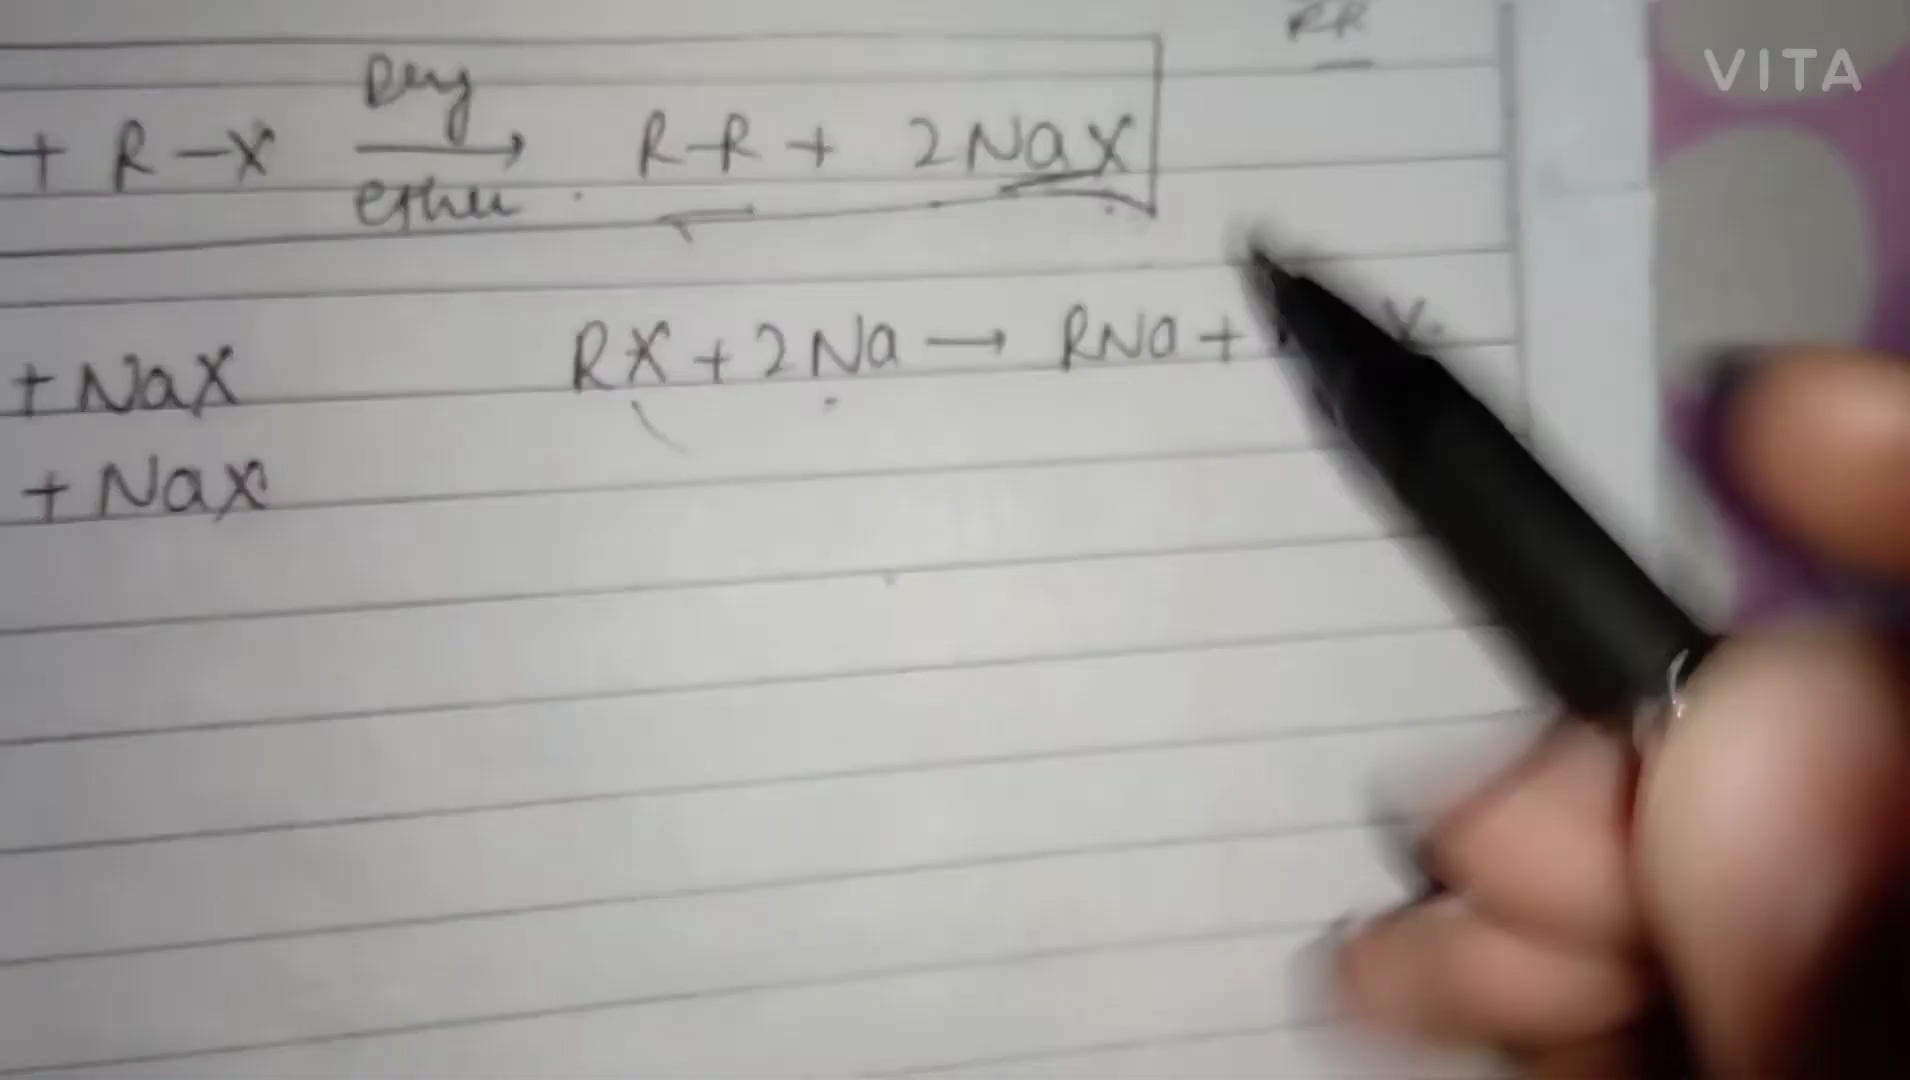 RR
VITA
Dry
+ R-X → R-R + 2NaX
ether
+ NaX
RX + 2Na → RNa +
+ NaX